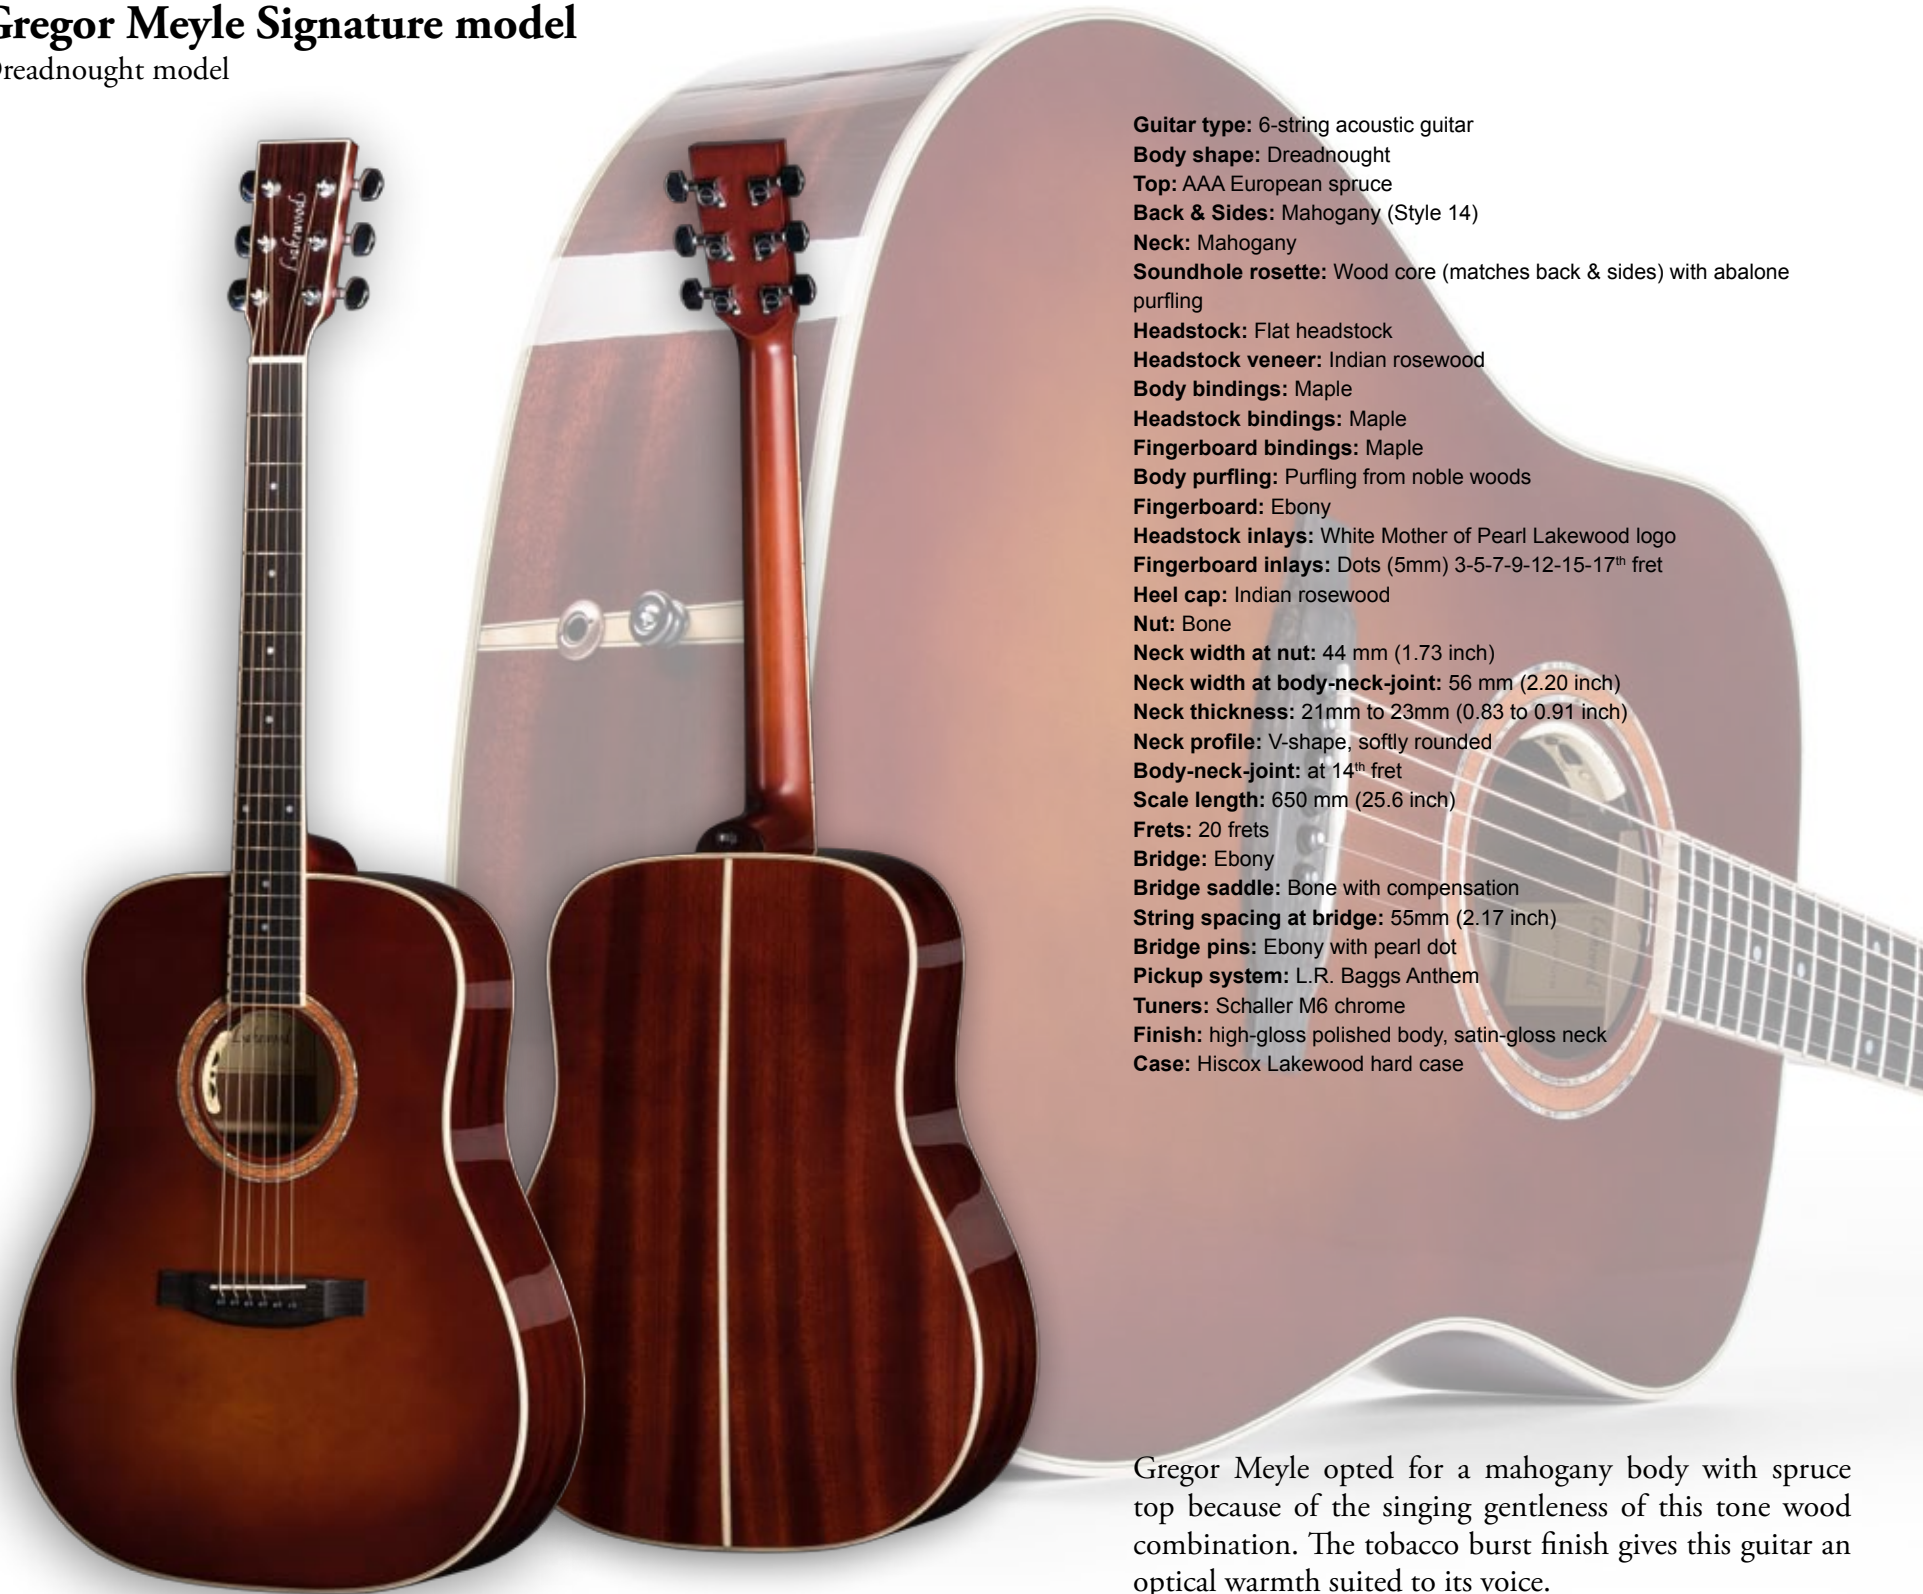 Gregor Meyle Signature model
Dreadnought model
Lakewood
Guitar type: 6-string acoustic guitar
Body shape: Dreadnought
Top: AAA European spruce
Back & Sides: Mahogany (Style 14)
Neck: Mahogany
Soundhole rosette: Wood core (matches back & sides) with abalone
purfling
Headstock: Flat headstock
Headstock veneer: Indian rosewood
Body bindings: Maple
Headstock bindings: Maple
Fingerboard bindings: Maple
Body purfling: Purfling from noble woods
Fingerboard: Ebony
Headstock inlays: White Mother of Pearl Lakewood logo
Fingerboard inlays: Dots (5mm) 3-5-7-9-12-15-17th fret
Heel cap: Indian rosewood
Nut: Bone
Neck width at nut: 44 mm (1.73 inch)
Neck width at body-neck-joint: 56 mm (2.20 inch)
Neck thickness: 21mm to 23mm (0.83 to 0.91 inch)
Neck profile: V-shape, softly rounded
Body-neck-joint: at 14th fret
Scale length: 650 mm (25.6 inch)
Frets: 20 frets
Bridge: Ebony
Bridge saddle: Bone with compensation
String spacing at bridge: 55mm (2.17 inch)
Bridge pins: Ebony with pearl dot
Pickup system: L.R. Baggs Anthem
Tuners: Schaller M6 chrome
Finish: high-gloss polished body, satin-gloss neck
Case: Hiscox Lakewood hard case
Gregor Meyle opted for a mahogany body with spruce
top because of the singing gentleness of this tone wood
combination. The tobacco burst finish gives this guitar an
optical warmth suited to its voice.